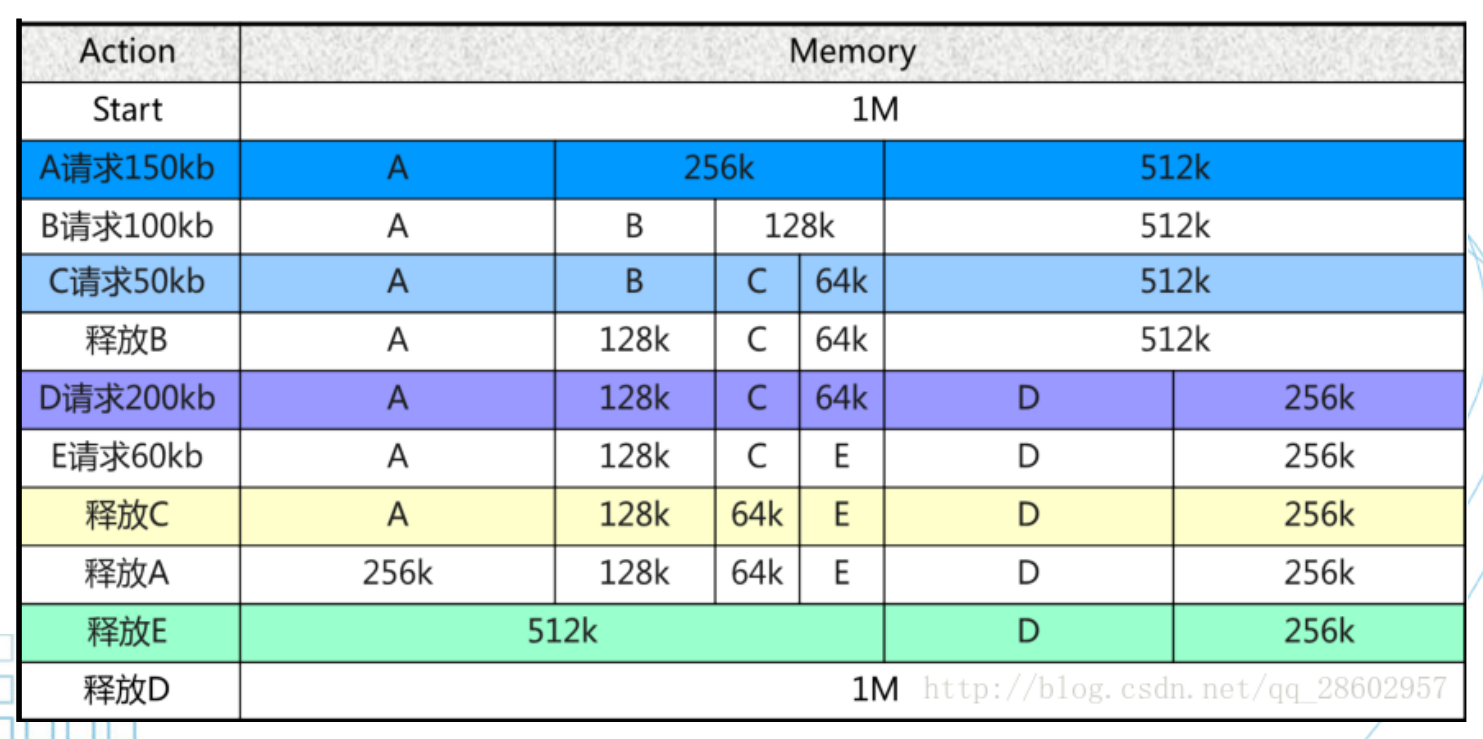 Action Memory
Start 1M
A请求150kb A 256k 512k
B请求100kb A B 128k 512k
C请求50kb A B C 64k 512k
释放B A 128k C 64k 512k
D请求200kb A 128k C 64k D 256k
E请求60kb A 128k C E D 256k
释放C A 128k 64k E D 256k
释放A 256k 128k 64k E D 256k
释放E 512k D 256k
释放D 1M http://blog.csdn.net/qq_28602957